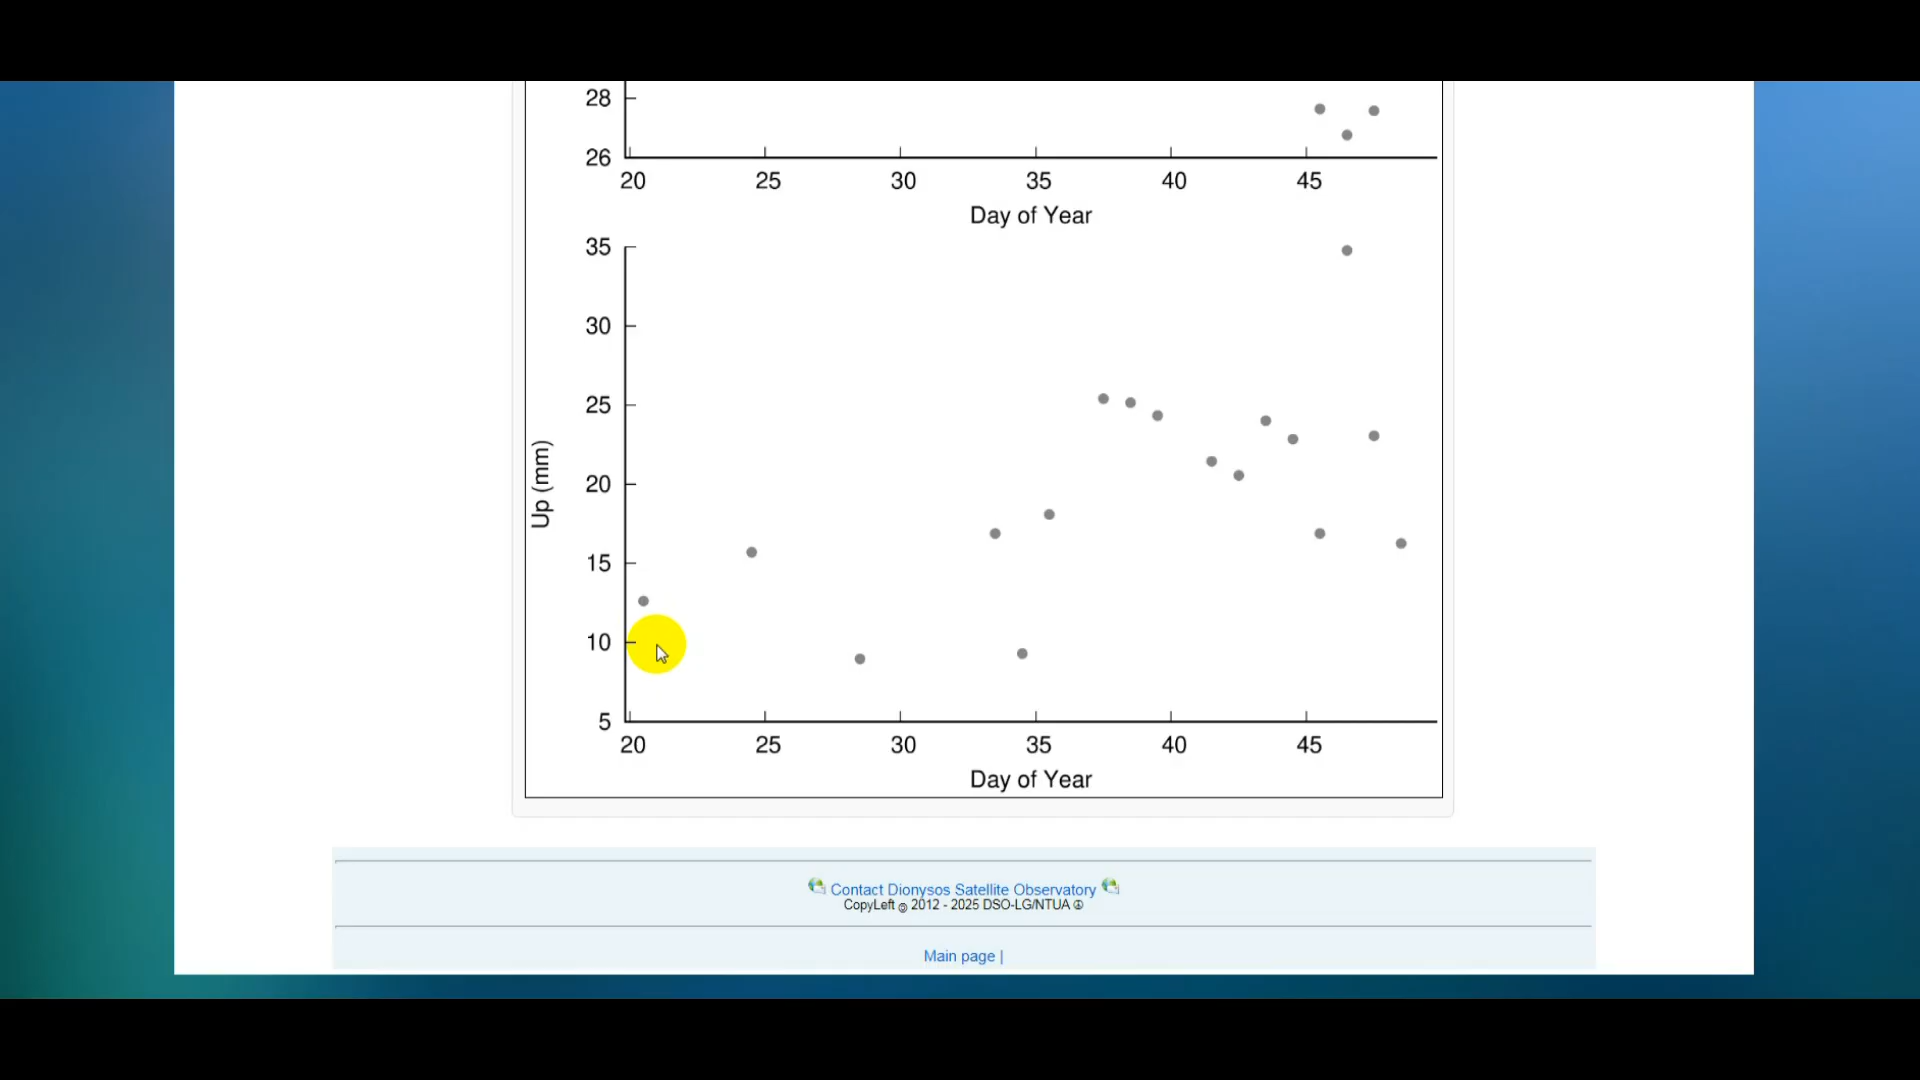 28
26
20 25 30 35 40 45
Day of Year
35
30
25
20
15
10
5
Up (mm)
20 25 30 35 40 45
Day of Year
Contact Dionysos Satellite Observatory
CopyLeft 🄯 2012 - 2025 DSO-LG/NTUA ☮
Main page |